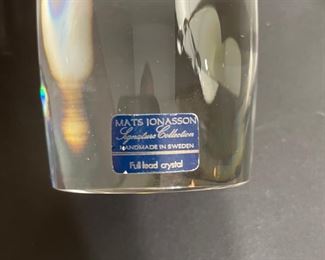 MATS JONASSON
Signature Collection
HANDMADE IN SWEDEN
Full lead crystal